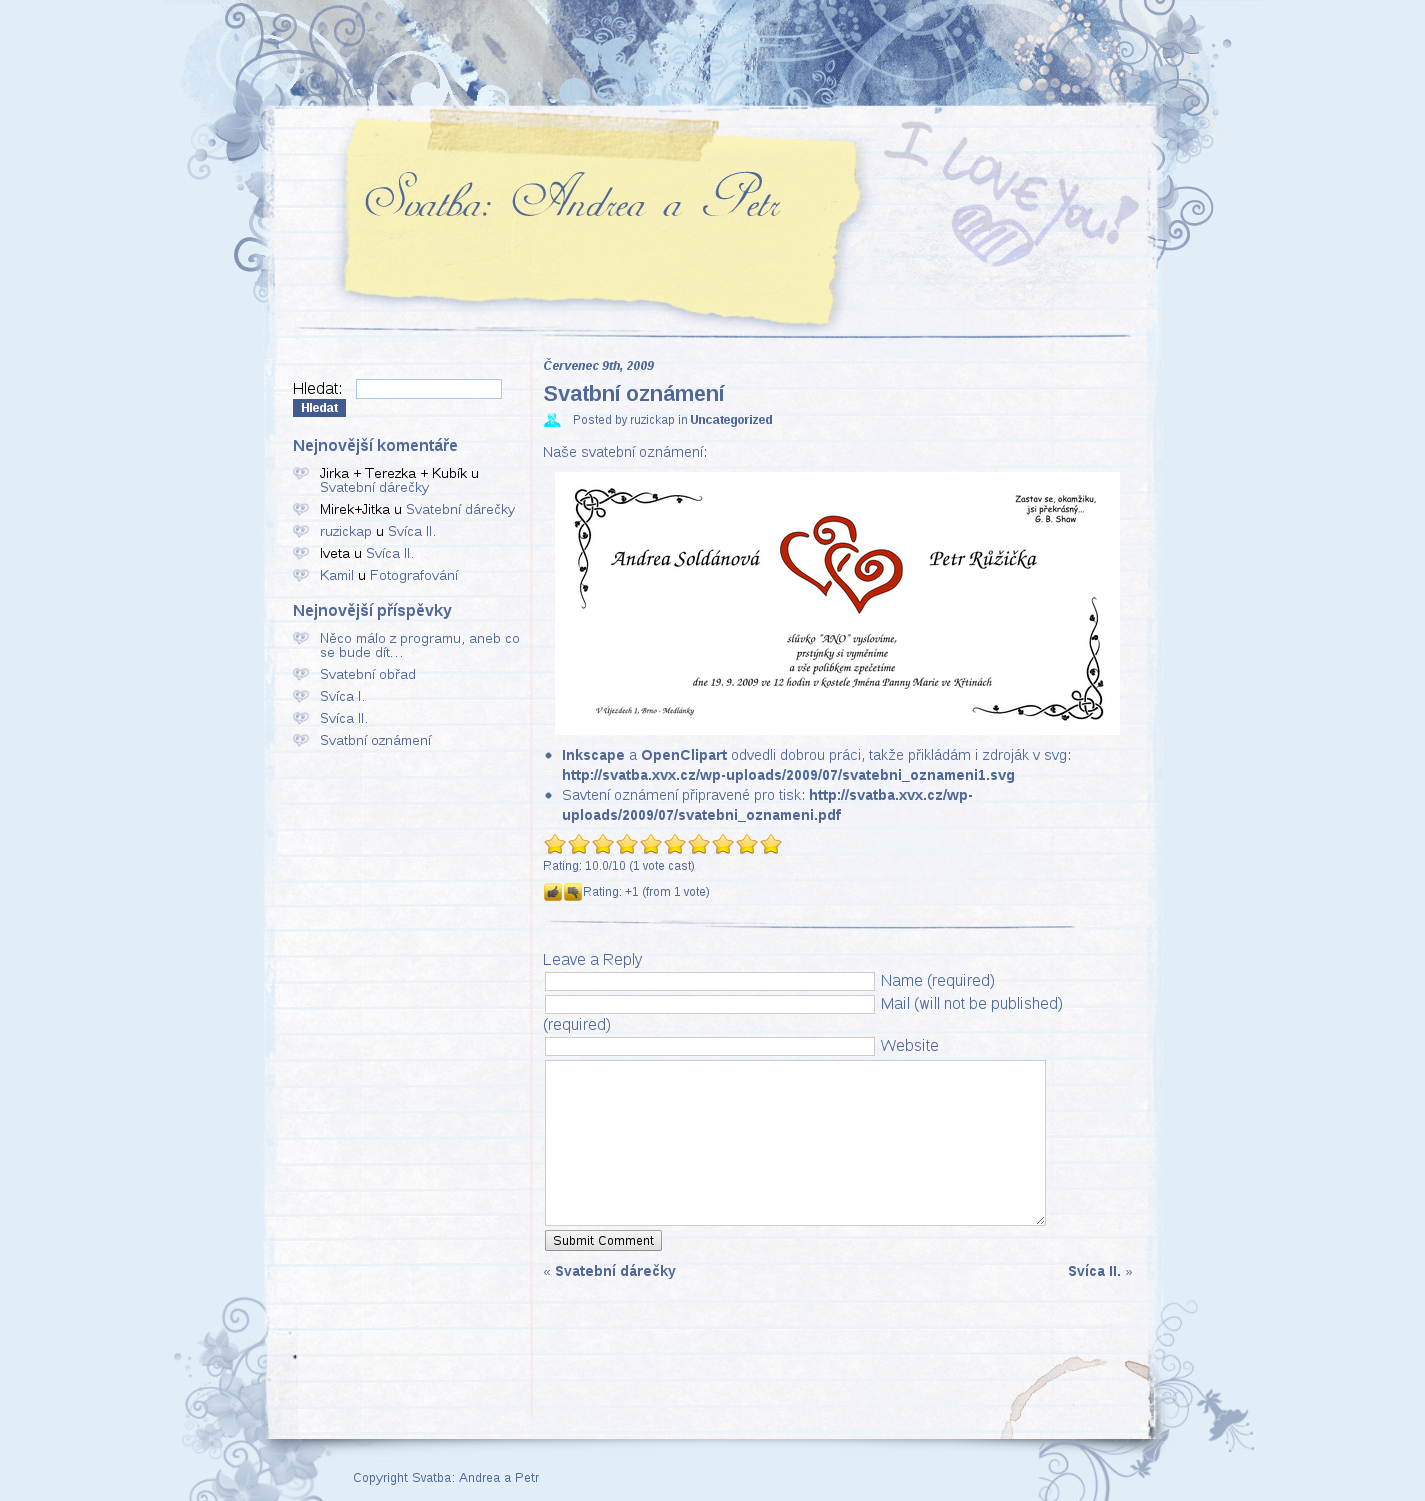 I LOVE You!
Svatba: Andrea a Petr
Hledat:
Hledat
Nejnovější komentáře
Jirka + Terezka + Kubík u
Svatební dárečky
Mirek+Jitka u Svatební dárečky
ruzickap u Svíca II.
Iveta u Svíca II.
Kamil u Fotografování
Nejnovější příspěvky
Něco málo z programu, aneb co
se bude dít…
Svatební obřad
Svíca I.
Svíca II.
Svatbní oznámení
Červenec 9th, 2009
Svatbní oznámení
Posted by ruzickap in Uncategorized
Naše svatební oznámení:
Zastav se, okamžiku,
jsi překrásný...
G. B. Shaw
Andrea Soldánová
Petr Růžička
slůvko "ANO" vyslovíme,
prstýnky si vyměníme
a vše polibkem zpečetíme
dne 19. 9. 2009 ve 12 hodin v kostele Jména Panny Marie ve Křtinách
V Újezdech 1, Brno - Medlánky
Inkscape a OpenClipart odvedli dobrou práci, takže přikládám i zdroják v svg:
http://svatba.xvx.cz/wp-uploads/2009/07/svatebni_oznameni1.svg
Savtení oznámení připravené pro tisk: http://svatba.xvx.cz/wp-
uploads/2009/07/svatebni_oznameni.pdf
Rating: 10.0/10 (1 vote cast)
Rating: +1 (from 1 vote)
Leave a Reply
Name (required)
Mail (will not be published)
(required)
Website
Submit Comment
« Svatební dárečky
Svíca II. »
Copyright Svatba: Andrea a Petr